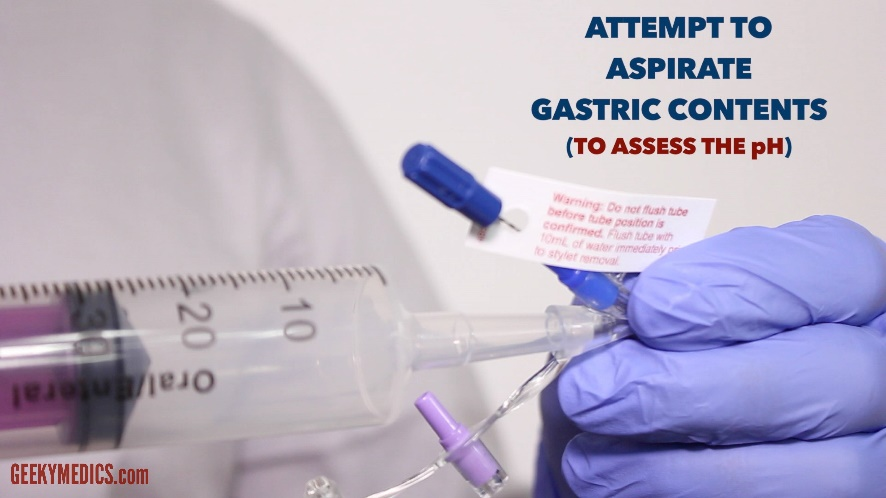 ATTEMPT TO
ASPIRATE
GASTRIC CONTENTS
(TO ASSESS THE pH)
Warning: Do not flush tube
before tube position is
confirmed. Flush tube with
10mL of water immediately
to stylet removal.
10
20
30
Oral/Enteral
GEEKYMEDICS.com